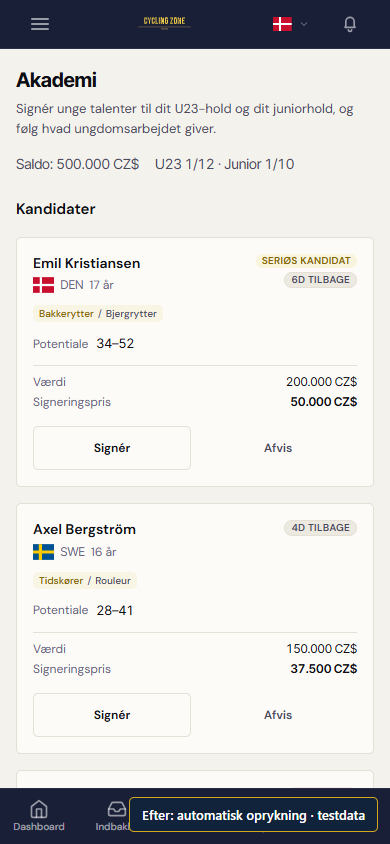 CYCLING ZONE
Akademi
Signér unge talenter til dit U23-hold og dit juniorhold, og
følg hvad ungdomsarbejdet giver.
Saldo: 500.000 CZ$ U23 1/12 · Junior 1/10
Kandidater
Emil Kristiansen
SERIØS KANDIDAT
DEN 17 år
6D TILBAGE
Bakkerytter / Bjergrytter
Potentiale 34–52
Værdi 200.000 CZ$
Signeringspris 50.000 CZ$
Signér Afvis
Axel Bergström
4D TILBAGE
SWE 16 år
Tidskører / Rouleur
Potentiale 28–41
Værdi 150.000 CZ$
Signeringspris 37.500 CZ$
Signér Afvis
Dashboard
Efter: automatisk oprykning · testdata